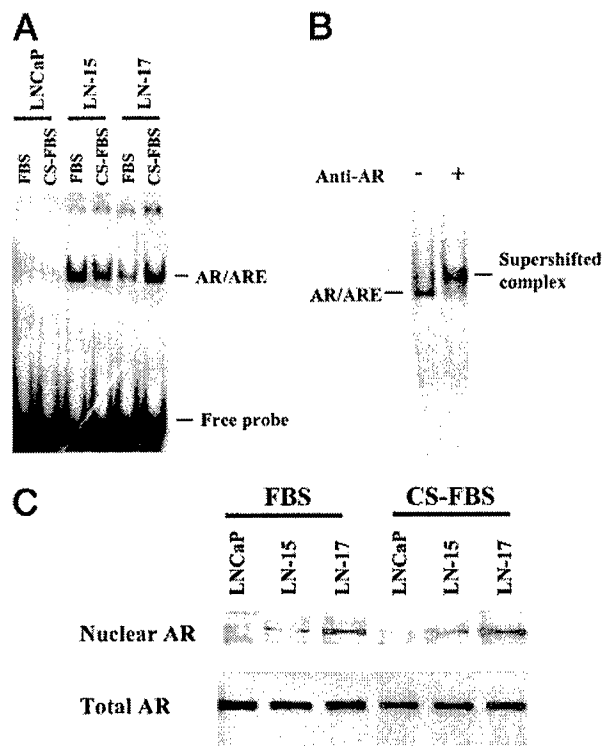 A
LNCaP
LN-15
LN-17
FBS
CS-FBS
FBS
CS-FBS
FBS
CS-FBS
AR/ARE
Free probe
B
Anti-AR
- +
AR/ARE
Supershifted
complex
C
FBS
CS-FBS
LNCaP
LN-15
LN-17
LNCaP
LN-15
LN-17
Nuclear AR
Total AR